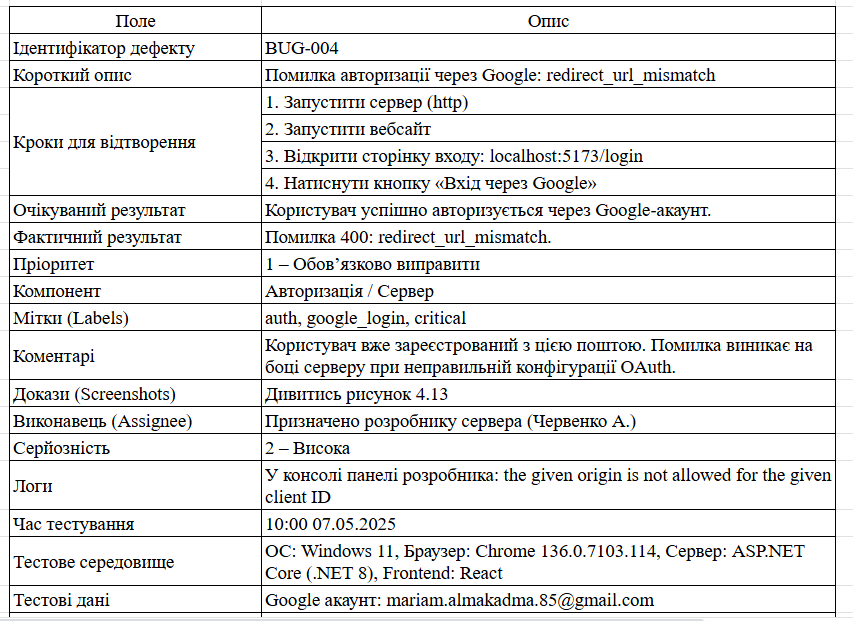 Поле Опис
Ідентифікатор дефекту BUG-004
Короткий опис Помилка авторизації через Google: redirect_url_mismatch
Кроки для відтворення
1. Запустити сервер (http)
2. Запустити вебсайт
3. Відкрити сторінку входу: localhost:5173/login
4. Натиснути кнопку «Вхід через Google»
Очікуваний результат Користувач успішно авторизується через Google-акаунт.
Фактичний результат Помилка 400: redirect_url_mismatch.
Пріоритет 1 – Обов’язково виправити
Компонент Авторизація / Сервер
Мітки (Labels) auth, google_login, critical
Коментарі
Користувач вже зареєстрований з цією поштою. Помилка виникає на
боці серверу при неправильній конфігурації OAuth.
Докази (Screenshots) Дивитись рисунок 4.13
Виконавець (Assignee) Призначено розробнику сервера (Червенко А.)
Серйозність 2 – Висока
Логи
У консолі панелі розробника: the given origin is not allowed for the given
client ID
Час тестування 10:00 07.05.2025
Тестове середовище
ОС: Windows 11, Браузер: Chrome 136.0.7103.114, Сервер: ASP.NET
Core (.NET 8), Frontend: React
Тестові дані Google акаунт: mariam.almakadma.85@gmail.com